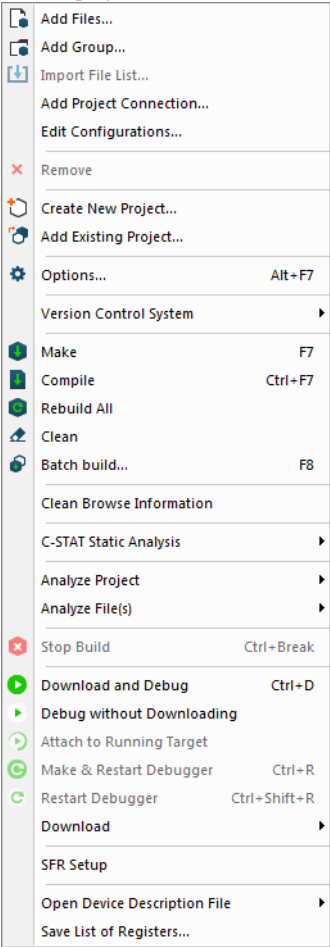 Add Files...
Add Group...
Import File List...
Add Project Connection...
Edit Configurations...
Remove
Create New Project...
Add Existing Project...
Options... Alt+F7
Version Control System
Make F7
Compile Ctrl+F7
Rebuild All
Clean
Batch build... F8
Clean Browse Information
C-STAT Static Analysis
Analyze Project
Analyze File(s)
Stop Build Ctrl+Break
Download and Debug Ctrl+D
Debug without Downloading
Attach to Running Target
Make & Restart Debugger Ctrl+R
Restart Debugger Ctrl+Shift+R
Download
SFR Setup
Open Device Description File
Save List of Registers...